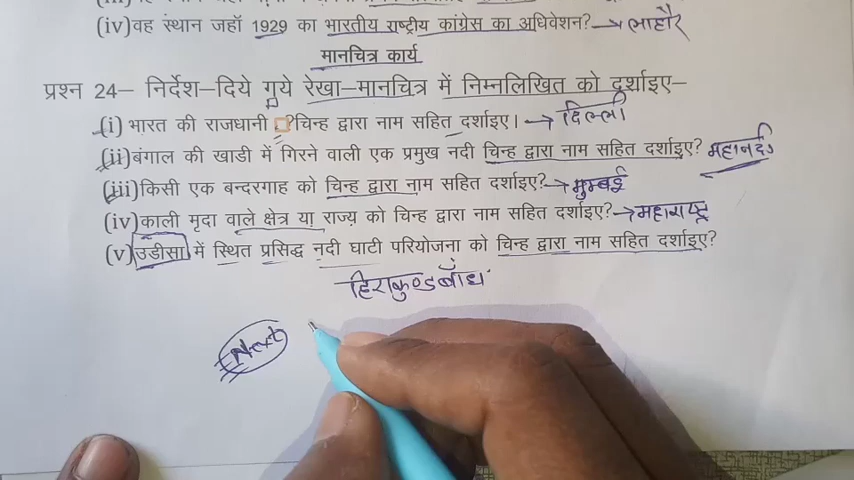 (iv) वह स्थान जहाँ 1929 का भारतीय राष्ट्रीय कांग्रेस का अधिवेशन? → लाहौर
मानचित्र कार्य
प्रश्न 24– निर्देश–दिये गये रेखा–मानचित्र में निम्नलिखित को दर्शाइए–
(i) भारत की राजधानी ? चिन्ह द्वारा नाम सहित दर्शाइए। → दिल्ली
(ii) बंगाल की खाडी में गिरने वाली एक प्रमुख नदी चिन्ह द्वारा नाम सहित दर्शाइए? महानदी
(iii) किसी एक बन्दरगाह को चिन्ह द्वारा नाम सहित दर्शाइए? → मुम्बई
(iv) काली मृदा वाले क्षेत्र या राज्य को चिन्ह द्वारा नाम सहित दर्शाइए? → महाराष्ट्र
(v) उडीसा में स्थित प्रसिद्ध नदी घाटी परियोजना को चिन्ह द्वारा नाम सहित दर्शाइए?
हिराकुण्ड बाँध
Next